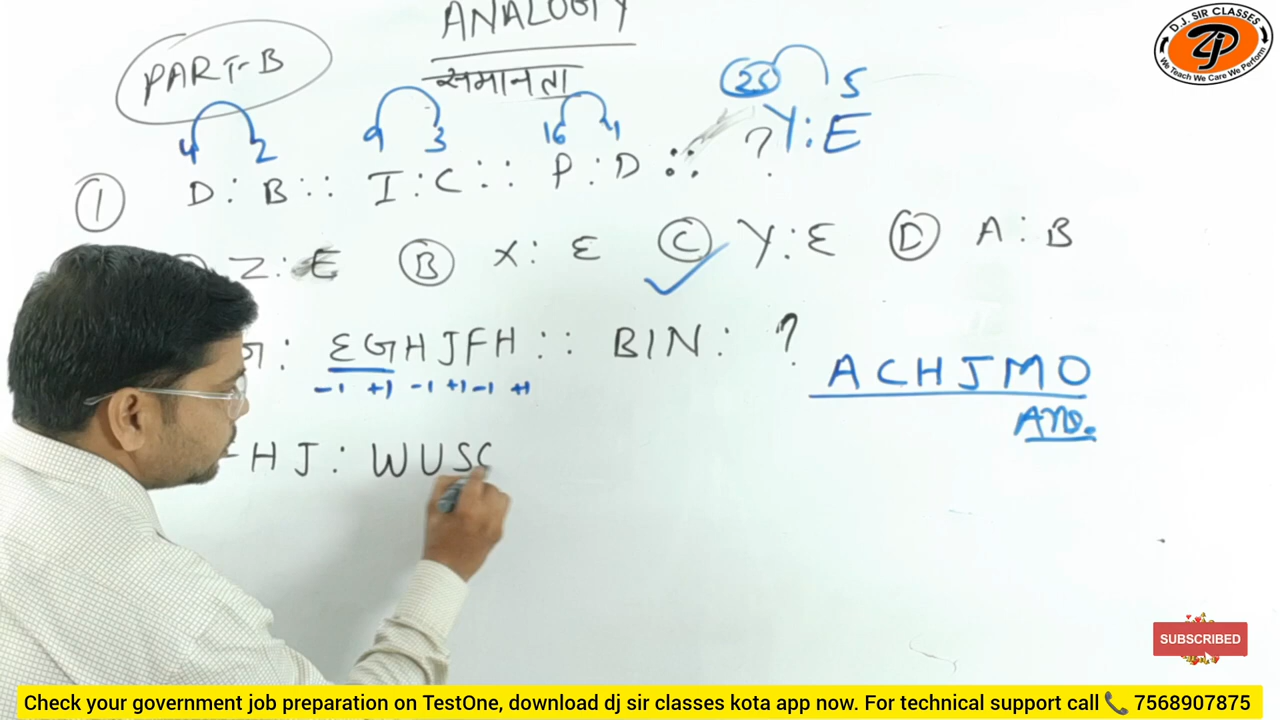 ANALOGY
PART-B
समानता
25 5
Y:E
4 2 9 3 16 4
① D : B :: I : C :: P : D :: ?
Z : E Ⓑ X : E Ⓒ Y : E Ⓓ A : B
G : EGHJFH :: BIN : ?
-1 +1 -1 +1 -1 +1
ACHJMO
Ans.
HJ : WUS
D.J. SIR CLASSES
We Teach We Care We Perform
SUBSCRIBED
Check your government job preparation on TestOne, download dj sir classes kota app now. For technical support call 📞 7568907875